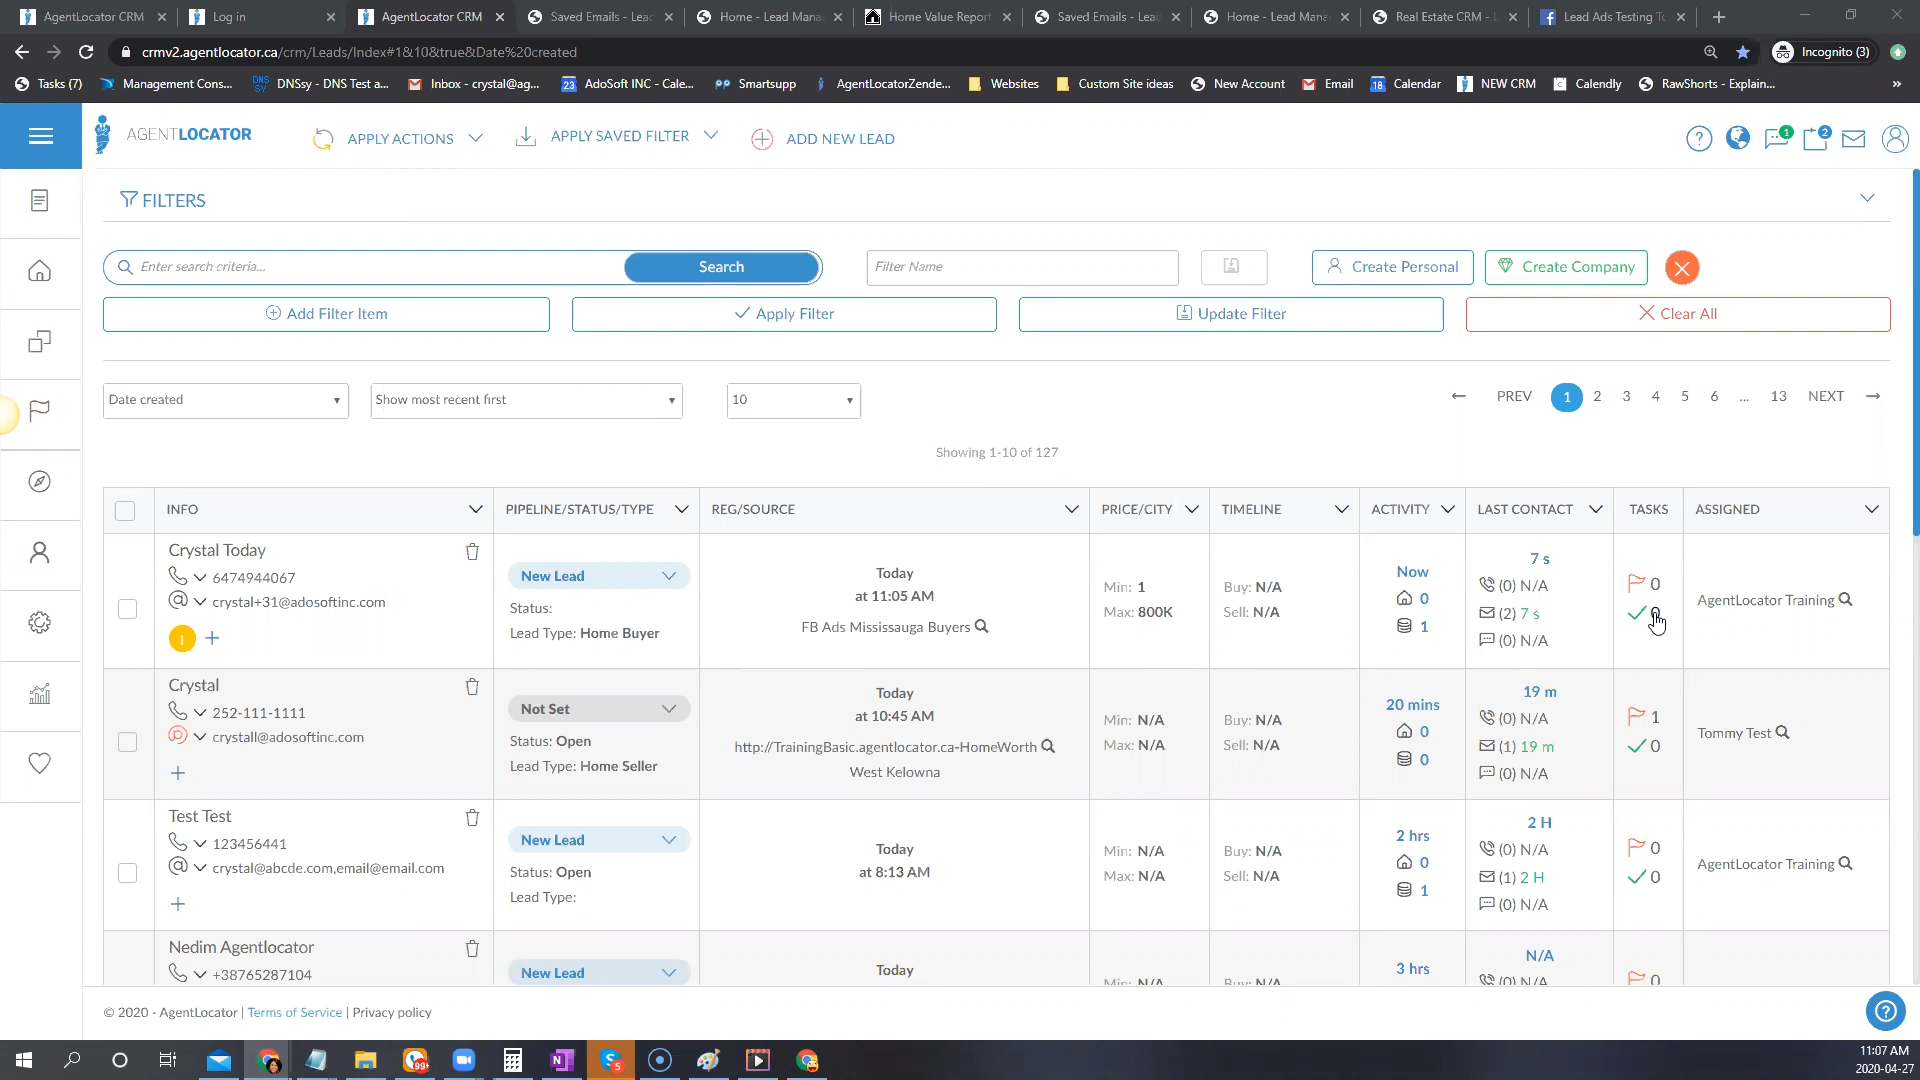 AgentLocator CRM
Log in
AgentLocator CRM
Saved Emails - Lead
Home - Lead Mana
Home Value Report
Saved Emails - Lead
Home - Lead Mana
Real Estate CRM - L
Lead Ads Testing To
crmv2.agentlocator.ca/crm/Leads/Index#1&10&true&Date%20created
Incognito (3)
Tasks (7)
Management Cons...
DNSsy - DNS Test a...
Inbox - crystal@ag...
AdoSoft INC - Cale...
Smartsupp
AgentLocatorZende...
Websites
Custom Site ideas
New Account
Email
Calendar
NEW CRM
Calendly
RawShorts - Explain...
»
AGENTLOCATOR
APPLY ACTIONS
APPLY SAVED FILTER
ADD NEW LEAD
1
2
FILTERS
Enter search criteria...
Search
Filter Name
Create Personal
Create Company
Add Filter Item
Apply Filter
Update Filter
Clear All
Date created
Show most recent first
10
PREV 1 2 3 4 5 6 ... 13 NEXT
Showing 1-10 of 127
INFO PIPELINE/STATUS/TYPE REG/SOURCE PRICE/CITY TIMELINE ACTIVITY LAST CONTACT TASKS ASSIGNED
Crystal Today
6474944067
crystal+31@adosoftinc.com
I
New Lead
Status:
Lead Type: Home Buyer
Today
at 11:05 AM
FB Ads Mississauga Buyers
Min: 1
Max: 800K
Buy: N/A
Sell: N/A
Now
0
1
7 s
(0) N/A
(2) 7 s
(0) N/A
0
0
AgentLocator Training
Crystal
252-111-1111
crystall@adosoftinc.com
Not Set
Status: Open
Lead Type: Home Seller
Today
at 10:45 AM
http://TrainingBasic.agentlocator.ca-HomeWorth
West Kelowna
Min: N/A
Max: N/A
Buy: N/A
Sell: N/A
20 mins
0
0
19 m
(0) N/A
(1) 19 m
(0) N/A
1
0
Tommy Test
Test Test
123456441
crystal@abcde.com,email@email.com
New Lead
Status: Open
Lead Type:
Today
at 8:13 AM
Min: N/A
Max: N/A
Buy: N/A
Sell: N/A
2 hrs
0
1
2 H
(0) N/A
(1) 2 H
(0) N/A
0
0
AgentLocator Training
Nedim Agentlocator
+38765287104
New Lead
Today
Min: N/A
Buy: N/A
3 hrs
N/A
(0) N/A
0
© 2020 - AgentLocator | Terms of Service | Privacy policy
99+
5
11:07 AM
2020-04-27